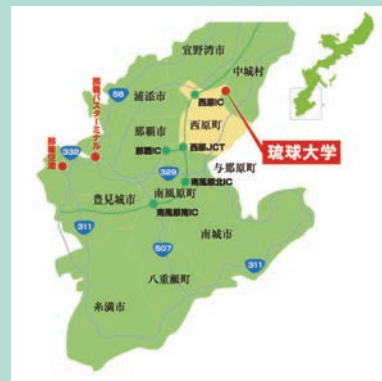 宜野湾市
中城村
58
浦添市
西原IC
那覇バスターミナル
西原町
那覇市
琉球大学
332
那覇IC
西原JCT
与那原町
那覇空港
329
南風原北IC
豊見城市
南風原町
南風原南IC
311
南城市
507
311
八重瀬町
糸満市